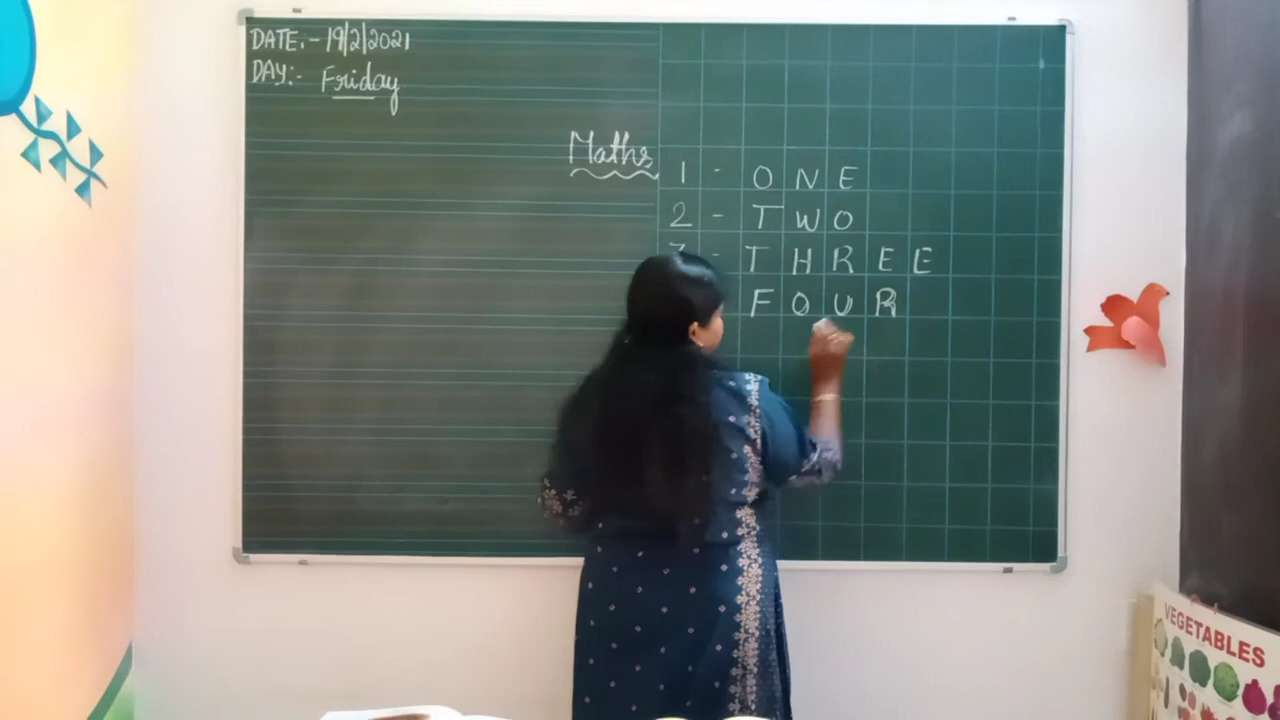 DATE:- 19/2/2021
DAY:- Friday
Maths
1 - ONE
2 - TWO
3 - THREE
FOUR
VEGETABLES